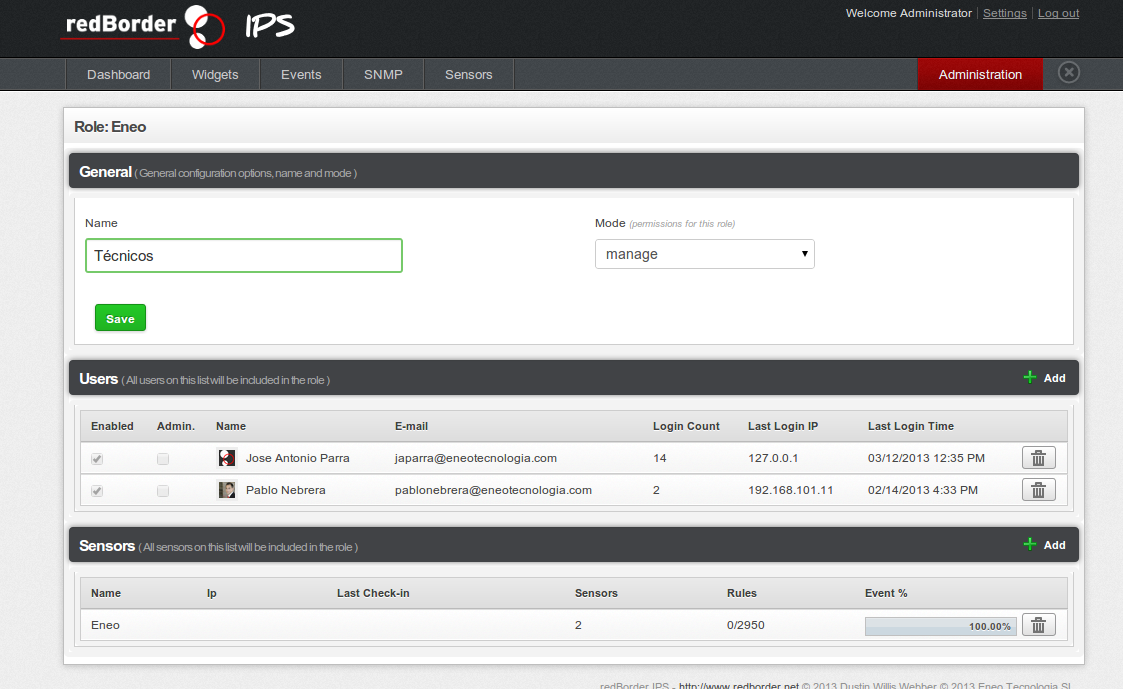 redBorder IPS
Welcome Administrator Settings Log out
Dashboard Widgets Events SNMP Sensors Administration
Role: Eneo
General ( General configuration options, name and mode )
Name Mode (permissions for this role)
Técnicos manage
Save
Users ( All users on this list will be included in the role ) Add
Enabled Admin. Name E-mail Login Count Last Login IP Last Login Time
Jose Antonio Parra japarra@eneotecnologia.com 14 127.0.0.1 03/12/2013 12:35 PM
Pablo Nebrera pablonebrera@eneotecnologia.com 2 192.168.101.11 02/14/2013 4:33 PM
Sensors ( All sensors on this list will be included in the role ) Add
Name Ip Last Check-in Sensors Rules Event %
Eneo 2 0/2950 100.00%
redBorder IPS - http://www.redborder.net © 2013 Dustin Willis Webber © 2013 Eneo Tecnologia SL